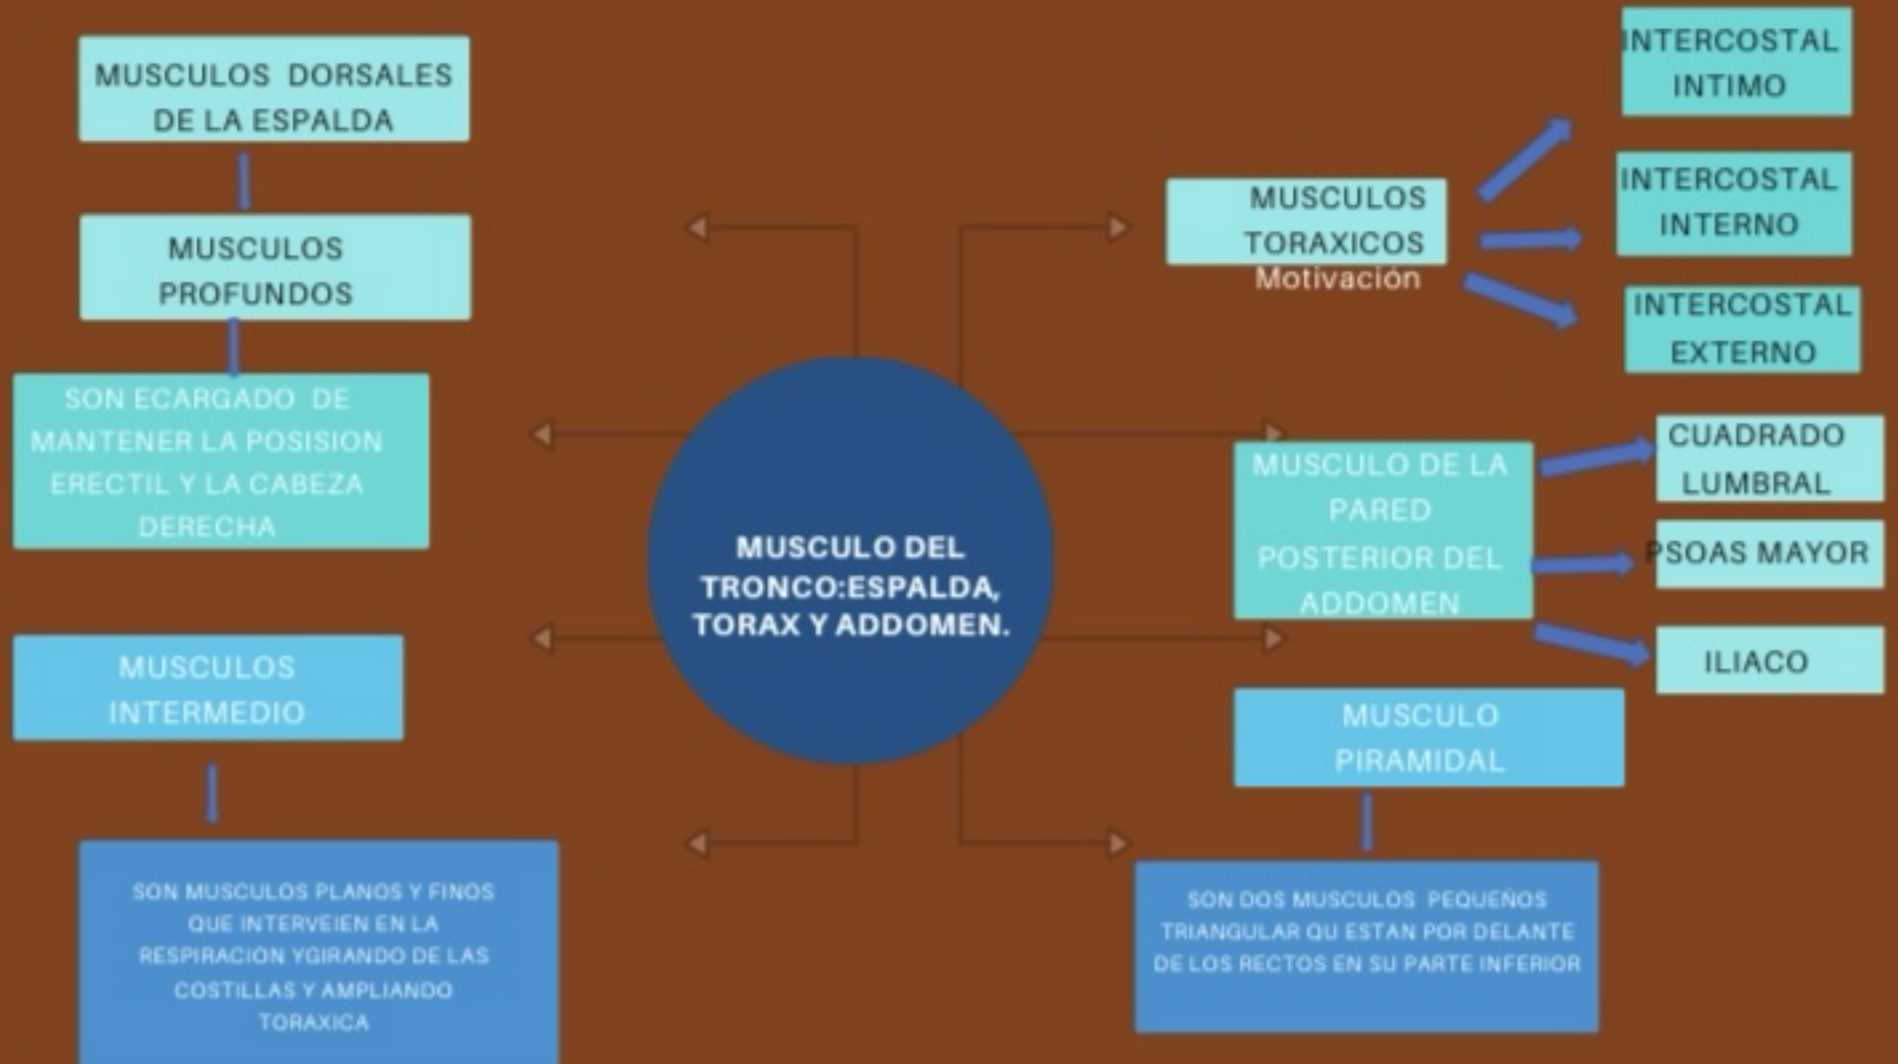 MUSCULOS DORSALES
DE LA ESPALDA
MUSCULOS
PROFUNDOS
SON ECARGADO DE
MANTENER LA POSISION
ERECTIL Y LA CABEZA
DERECHA
MUSCULOS
INTERMEDIO
SON MUSCULOS PLANOS Y FINOS
QUE INTERVEIEN EN LA
RESPIRACION YGIRANDO DE LAS
COSTILLAS Y AMPLIANDO
TORAXICA
MUSCULO DEL
TRONCO:ESPALDA,
TORAX Y ADDOMEN.
MUSCULOS
TORAXICOS
Motivación
INTERCOSTAL
INTIMO
INTERCOSTAL
INTERNO
INTERCOSTAL
EXTERNO
MUSCULO DE LA
PARED
POSTERIOR DEL
ADDOMEN
CUADRADO
LUMBRAL
PSOAS MAYOR
ILIACO
MUSCULO
PIRAMIDAL
SON DOS MUSCULOS PEQUEÑOS
TRIANGULAR QU ESTAN POR DELANTE
DE LOS RECTOS EN SU PARTE INFERIOR